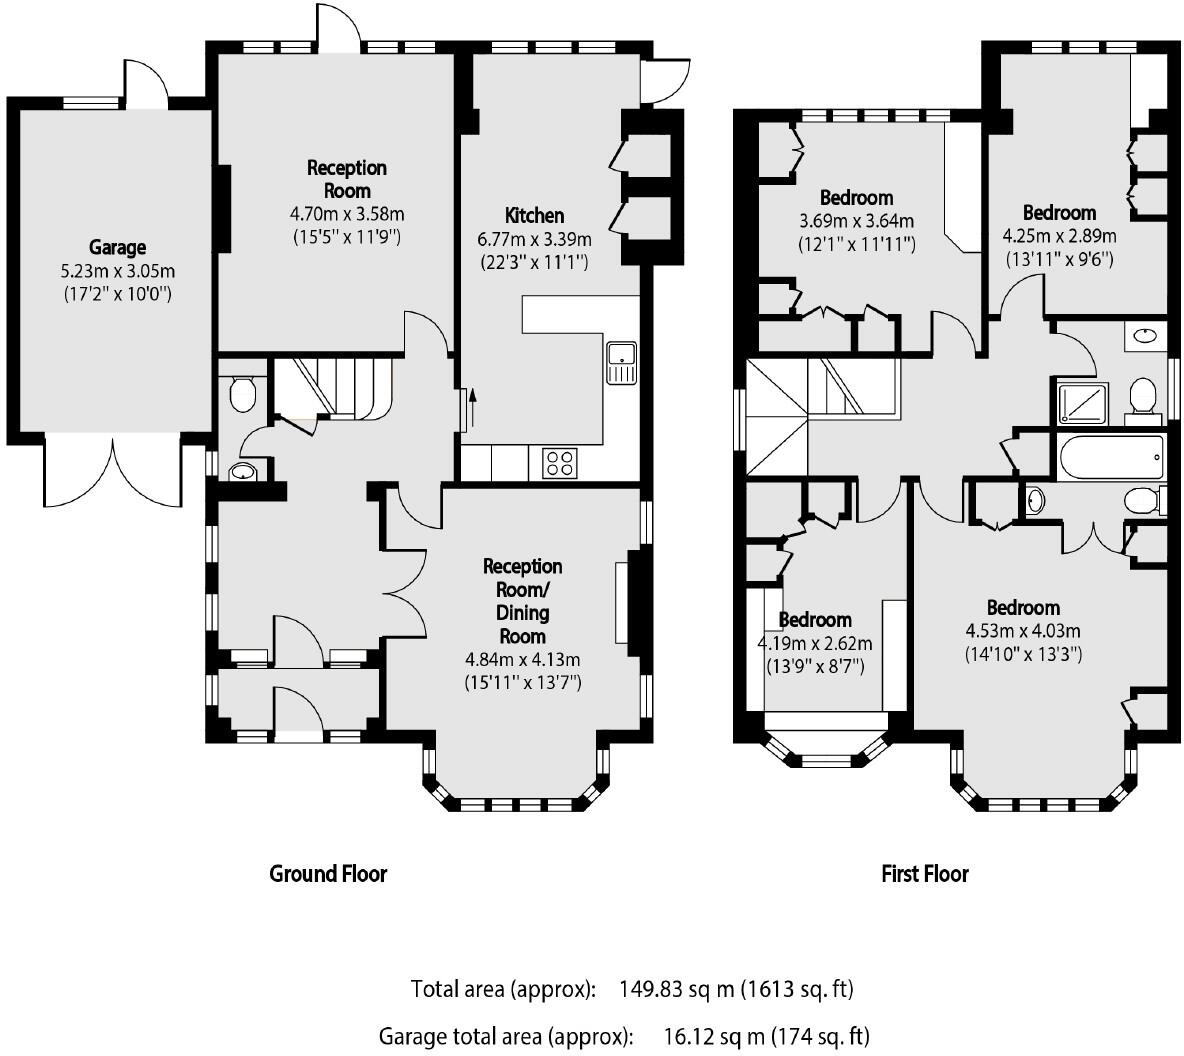 Garage
5.23m x 3.05m
(17'2" x 10'0")
Reception
Room
4.70m x 3.58m
(15'5" x 11'9")
Kitchen
6.77m x 3.39m
(22'3" x 11'1")
Reception
Room/
Dining
Room
4.84m x 4.13m
(15'11" x 13'7")
Bedroom
3.69m x 3.64m
(12'1" x 11'11")
Bedroom
4.25m x 2.89m
(13'11" x 9'6")
Bedroom
4.19m x 2.62m
(13'9" x 8'7")
Bedroom
4.53m x 4.03m
(14'10" x 13'3")
Ground Floor
First Floor
Total area (approx): 149.83 sq m (1613 sq. ft)
Garage total area (approx): 16.12 sq m (174 sq. ft)